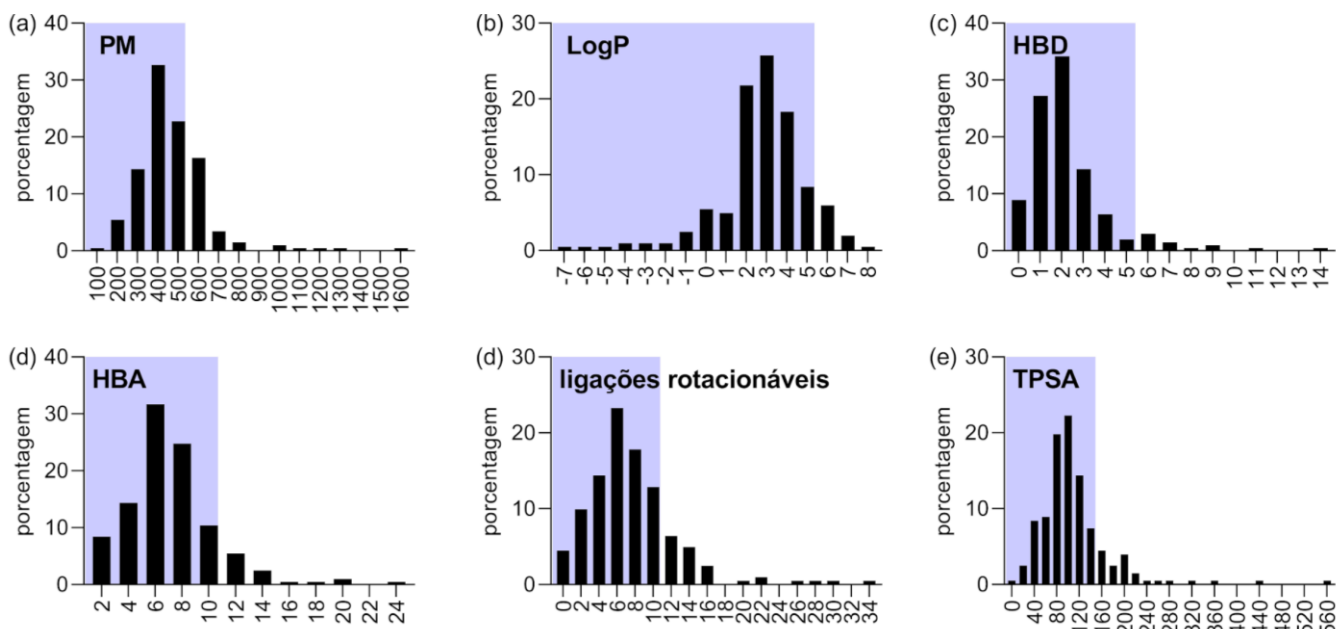 (a) PM
porcentagem
40
30
20
10
0
100 200 300 400 500 600 700 800 900 1000 1100 1200 1300 1400 1500 1600
(b) LogP
porcentagem
30
20
10
0
-7 -6 -5 -4 -3 -2 -1 0 1 2 3 4 5 6 7 8
(c) HBD
porcentagem
40
30
20
10
0
0 1 2 3 4 5 6 7 8 9 10 11 12 13 14
(d) HBA
porcentagem
40
30
20
10
0
2 4 6 8 10 12 14 16 18 20 22 24
(d) ligações rotacionáveis
porcentagem
30
20
10
0
0 2 4 6 8 10 12 14 16 18 20 22 24 26 28 30 32 34
(e) TPSA
porcentagem
30
20
10
0
0 40 80 120 160 200 240 280 320 360 400 440 480 520 560